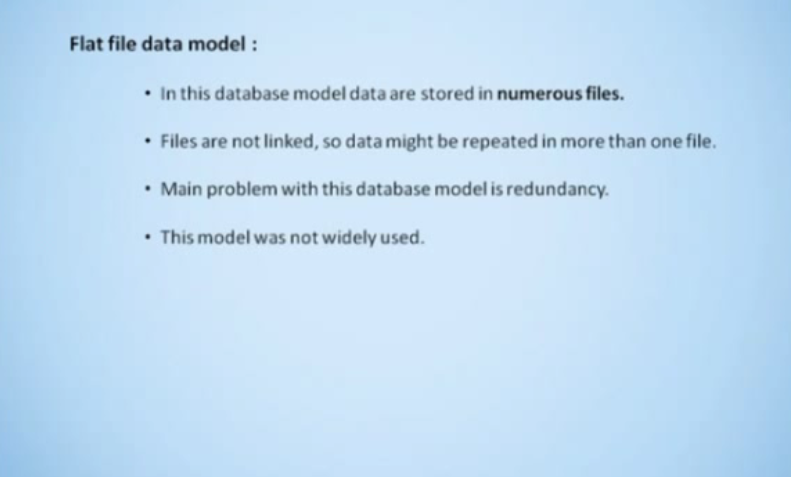 Flat file data model :
• In this database model data are stored in numerous files.
• Files are not linked, so data might be repeated in more than one file.
• Main problem with this database model is redundancy.
• This model was not widely used.